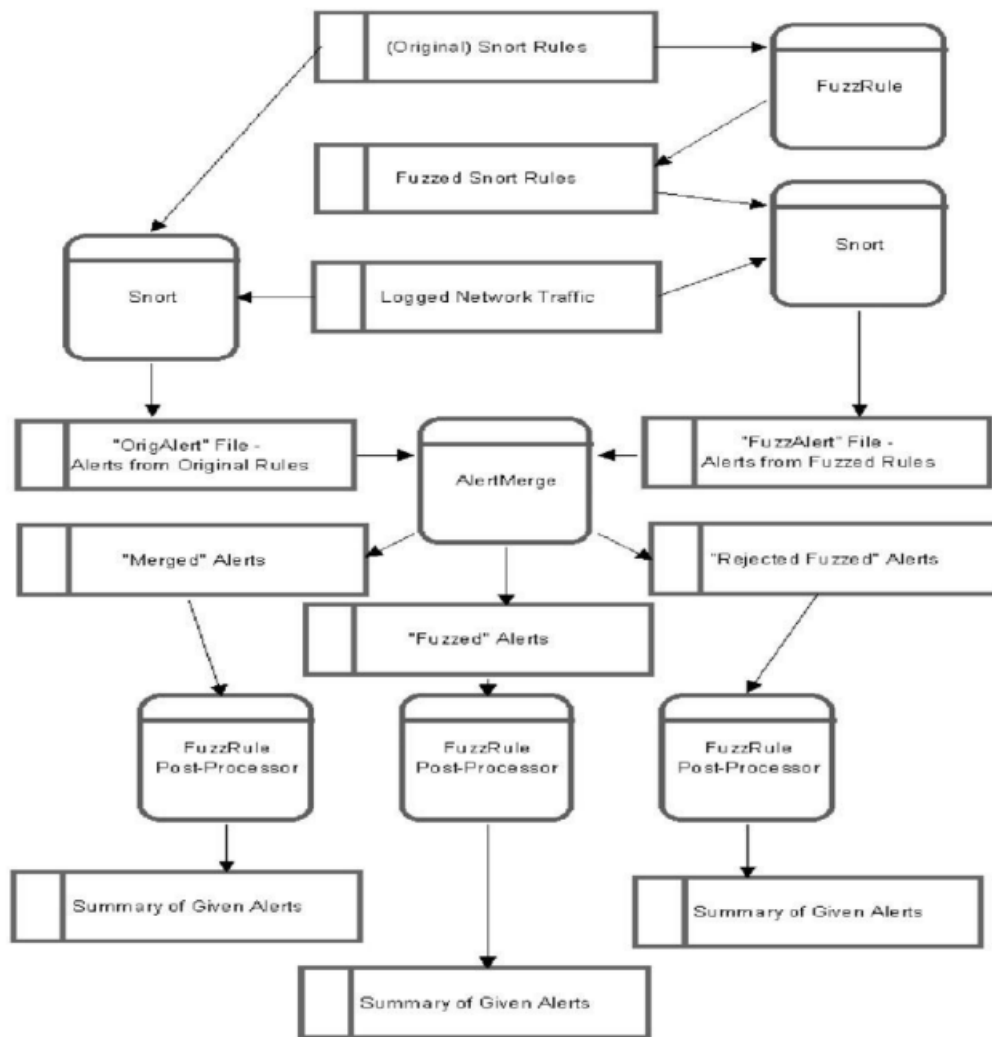 (Original) Snort Rules
FuzzRule
Fuzzed Snort Rules
Snort
Snort
Logged Network Traffic
"OrigAlert" File -
Alerts from Original Rules
AlertMerge
"FuzzAlert" File -
Alerts from Fuzzed Rules
"Merged" Alerts
"Rejected Fuzzed" Alerts
"Fuzzed" Alerts
FuzzRule
Post-Processor
FuzzRule
Post-Processor
FuzzRule
Post-Processor
Summary of Given Alerts
Summary of Given Alerts
Summary of Given Alerts